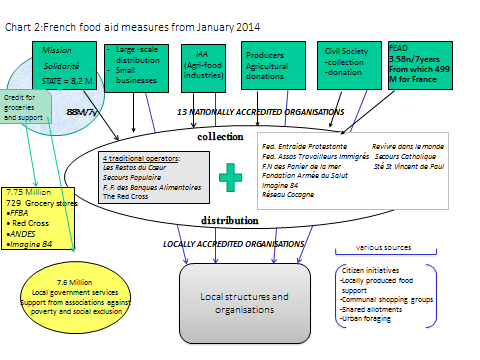 Chart 2:French food aid measures from January 2014
Mission
Solidarité
STATE = 8,2 M
- Large -scale
distribution
- Small
businesses
IAA
(Agri-food
industries)
Producers
Agricultural
donations
Civil Society
-collection
-donation
FEAD
3.5Bn/7years
From which 499
M for France
Credit for
groceries
and support
88M/7y
13 NATIONALLY ACCREDITED ORGANISATIONS
collection
4 traditional operators:
Les Restos du Cœur
Secours Populaire
F. F. des Banques Alimentaires
The Red Cross
Fed. Entraide Protestante
Fed. Assos Travailleurs Immigrés
F.N des Panier de la mer
Fondation Armée du Salut
Imagine 84
Réseau Cocagne
Revivre dans le monde
Secours Catholique
Sté St Vincent de Paul
distribution
7.75 Million
729 Grocery stores
•FFBA
• Red Cross
•ANDES
•Imagine 84
LOCALLY ACCREDITED ORGANISATIONS
7.6 Million
Local government services
Support from associations against
poverty and social exclusion
Local structures and
organisations
various sources
Citizen initiatives
-Locally produced food
support
-Communal shopping groups
-Shared allotments
-Urban foraging